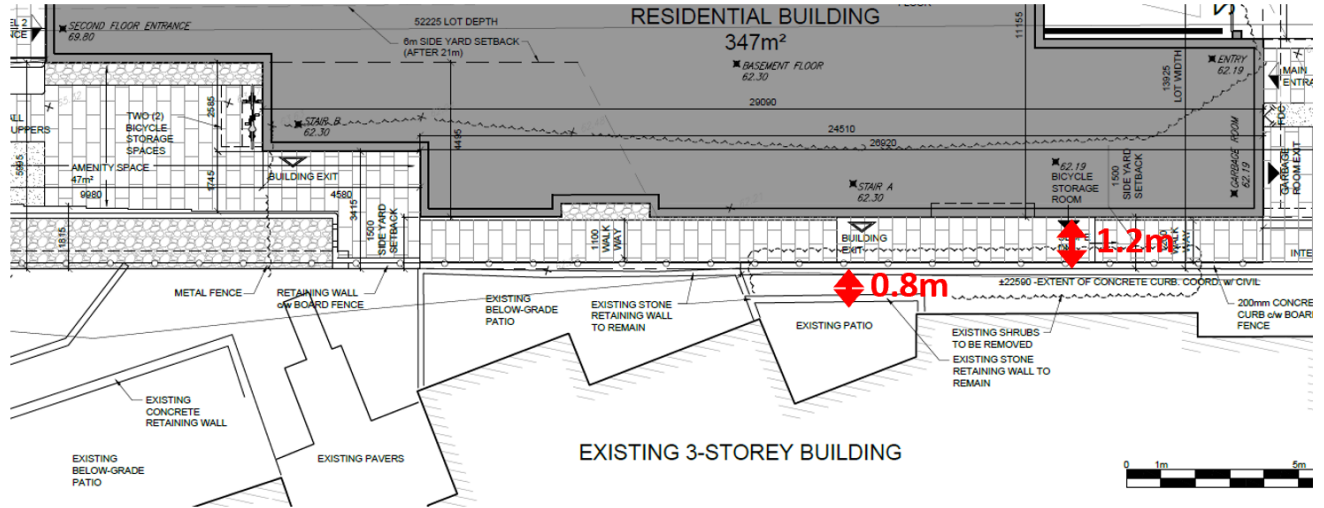 SECOND FLOOR ENTRANCE
69.80
52225 LOT DEPTH
6m SIDE YARD SETBACK
(AFTER 21m)
RESIDENTIAL BUILDING
347m²
BASEMENT FLOOR
62.30
11155
13925
LOT WIDTH
ENTRY
62.19
MAIN
29090
24510
26920
4495
2585
TWO (2)
BICYCLE
STORAGE
SPACES
STAIR B
62.30
FDC
AMENITY SPACE
47m²
9980
5995
1745
BUILDING EXIT
4580
3415
1500
SIDE YARD
SETBACK
STAIR A
62.30
62.19
BICYCLE
STORAGE
ROOM
1500
SIDE YARD
SETBACK
GARBAGE ROOM
62.19
GARBAGE
ROOM EXIT
1815
1100
WALK
WAY
BUILDING
EXIT
WALK
WAY
1.2m
0.8m
METAL FENCE
RETAINING WALL
c/w BOARD FENCE
EXISTING
BELOW-GRADE
PATIO
EXISTING STONE
RETAINING WALL
TO REMAIN
±22590 -EXTENT OF CONCRETE CURB. COORD. w/ CIVIL
200mm CONCRE
CURB c/w BOARD
FENCE
EXISTING PATIO
EXISTING SHRUBS
TO BE REMOVED
EXISTING STONE
RETAINING WALL TO
REMAIN
EXISTING
CONCRETE
RETAINING WALL
EXISTING
BELOW-GRADE
PATIO
EXISTING PAVERS
EXISTING 3-STOREY BUILDING
0 1m 5m